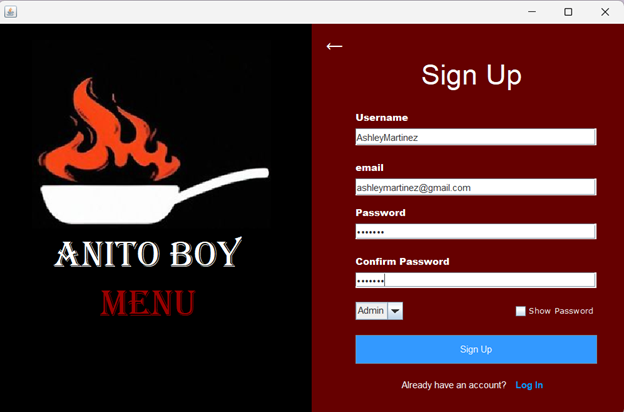 ANITO BOY
MENU
Sign Up
Username
AshleyMartinez
email
ashleymartinez@gmail.com
Password
•••••••
Confirm Password
•••••••
Admin
Show Password
Sign Up
Already have an account? Log In